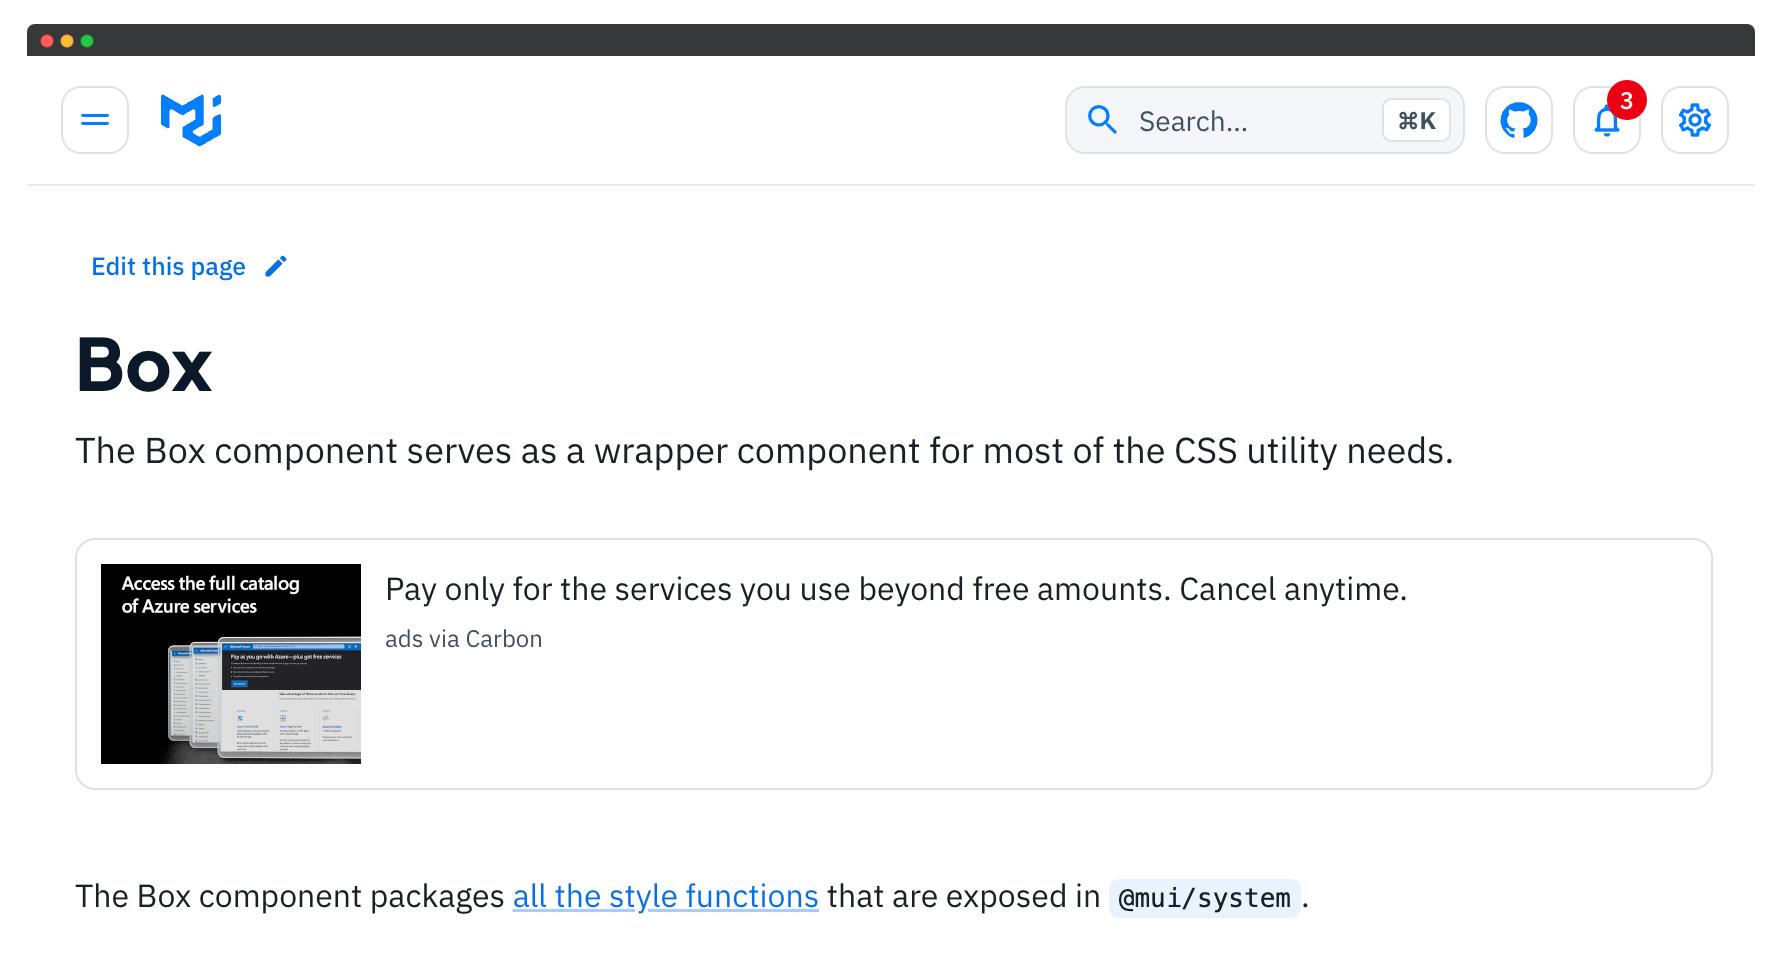 Search...
⌘K
3
Edit this page
Box
The Box component serves as a wrapper component for most of the CSS utility needs.
Access the full catalog
of Azure services
Pay as you go with Azure—plus get free services
Pay only for the services you use beyond free amounts. Cancel anytime.
ads via Carbon
The Box component packages all the style functions that are exposed in @mui/system.